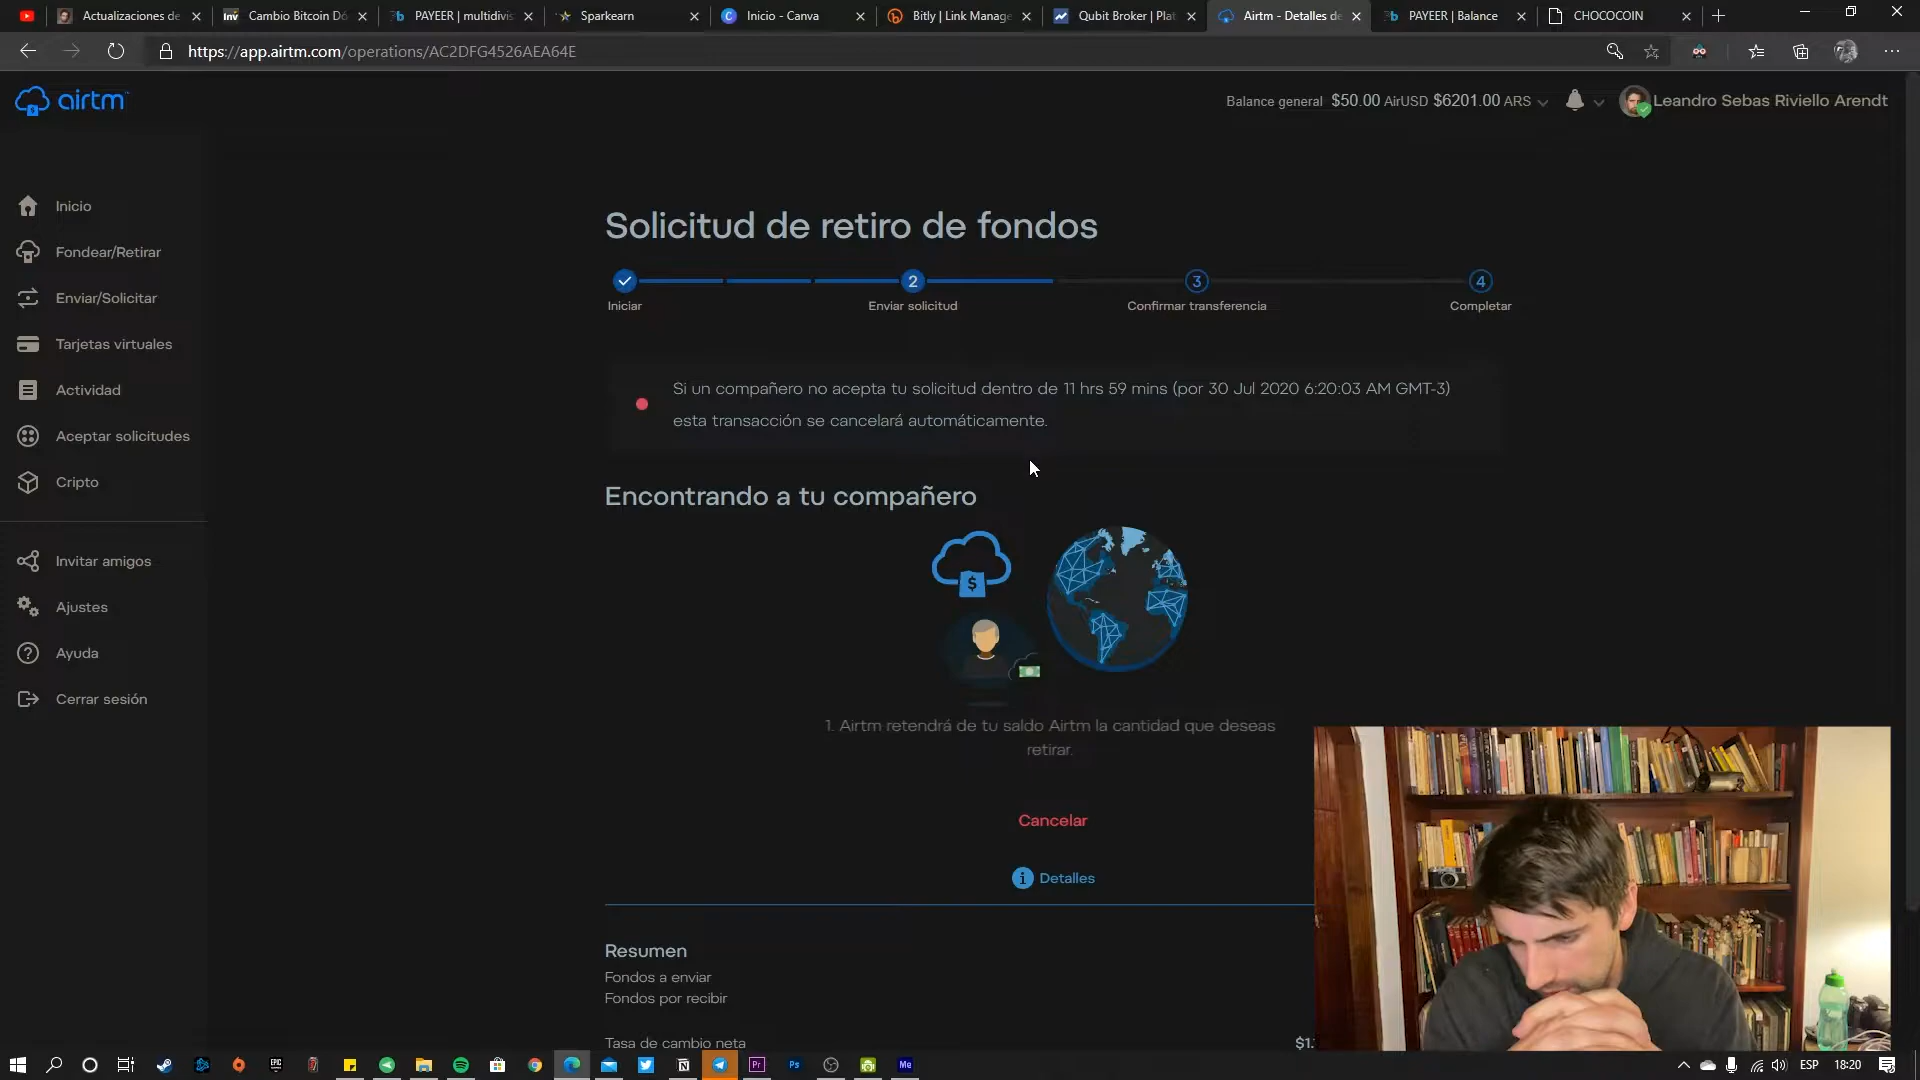 Actualizaciones de
Cambio Bitcoin Dó
PAYEER | multidivis
Sparkearn
Inicio - Canva
Bitly | Link Manage
Qubit Broker | Plat
Airtm - Detalles de
PAYEER | Balance
CHOCOCOIN
https://app.airtm.com/operations/AC2DFG4526AEA64E
airtm
Balance general $50.00 AirUSD $6201.00 ARS
Leandro Sebas Riviello Arendt
Inicio
Fondear/Retirar
Enviar/Solicitar
Tarjetas virtuales
Actividad
Aceptar solicitudes
Cripto
Invitar amigos
Ajustes
Ayuda
Cerrar sesión
Solicitud de retiro de fondos
2
3
4
Iniciar
Enviar solicitud
Confirmar transferencia
Completar
Si un compañero no acepta tu solicitud dentro de 11 hrs 59 mins (por 30 Jul 2020 6:20:03 AM GMT-3)
esta transacción se cancelará automáticamente.
Encontrando a tu compañero
$
1. Airtm retendrá de tu saldo Airtm la cantidad que deseas
retirar.
Cancelar
Detalles
Resumen
Fondos a enviar
Fondos por recibir
Tasa de cambio neta
$1.
ESP
18:20